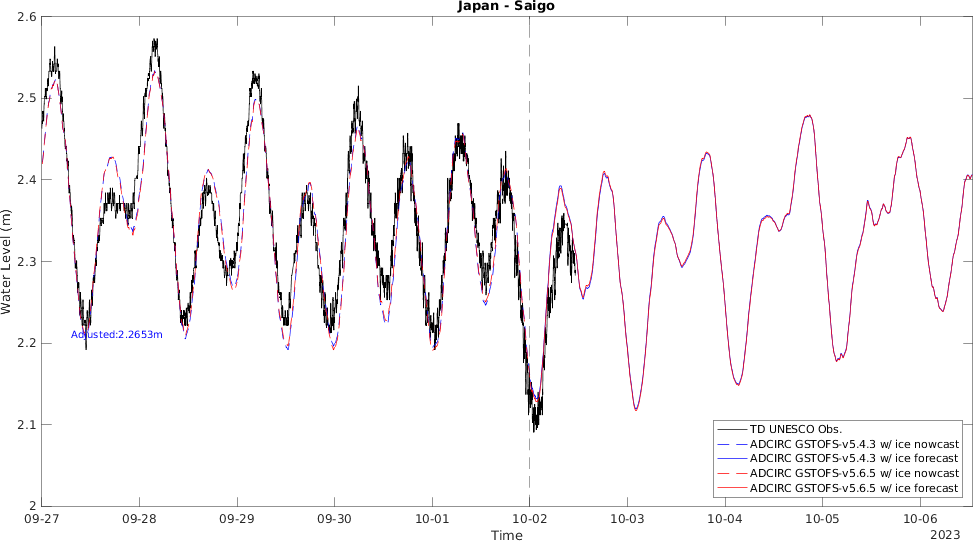 Japan - Saigo
2.6
2.5
2.4
2.3
2.2
2.1
2
Water Level (m)
Adjusted:2.2653m
TD UNESCO Obs.
ADCIRC GSTOFS-v5.4.3 w/ ice nowcast
ADCIRC GSTOFS-v5.4.3 w/ ice forecast
ADCIRC GSTOFS-v5.6.5 w/ ice nowcast
ADCIRC GSTOFS-v5.6.5 w/ ice forecast
09-27 09-28 09-29 09-30 10-01 10-02 10-03 10-04 10-05 10-06
Time
2023